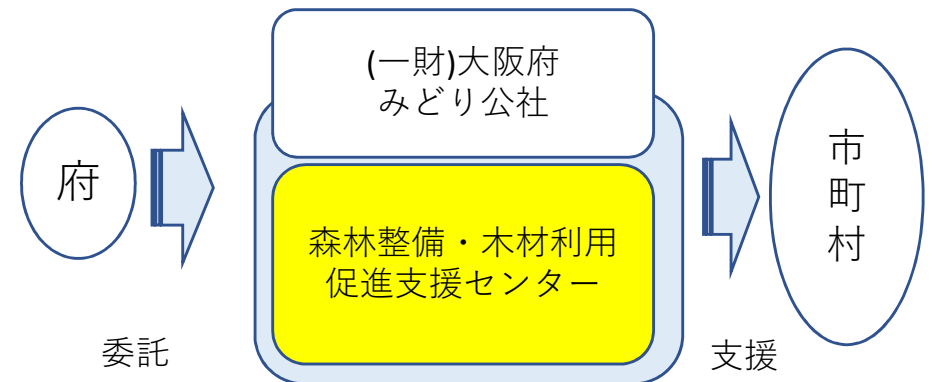 府
委託
(一財)大阪府
みどり公社
森林整備・木材利用
促進支援センター
支援
市
町
村